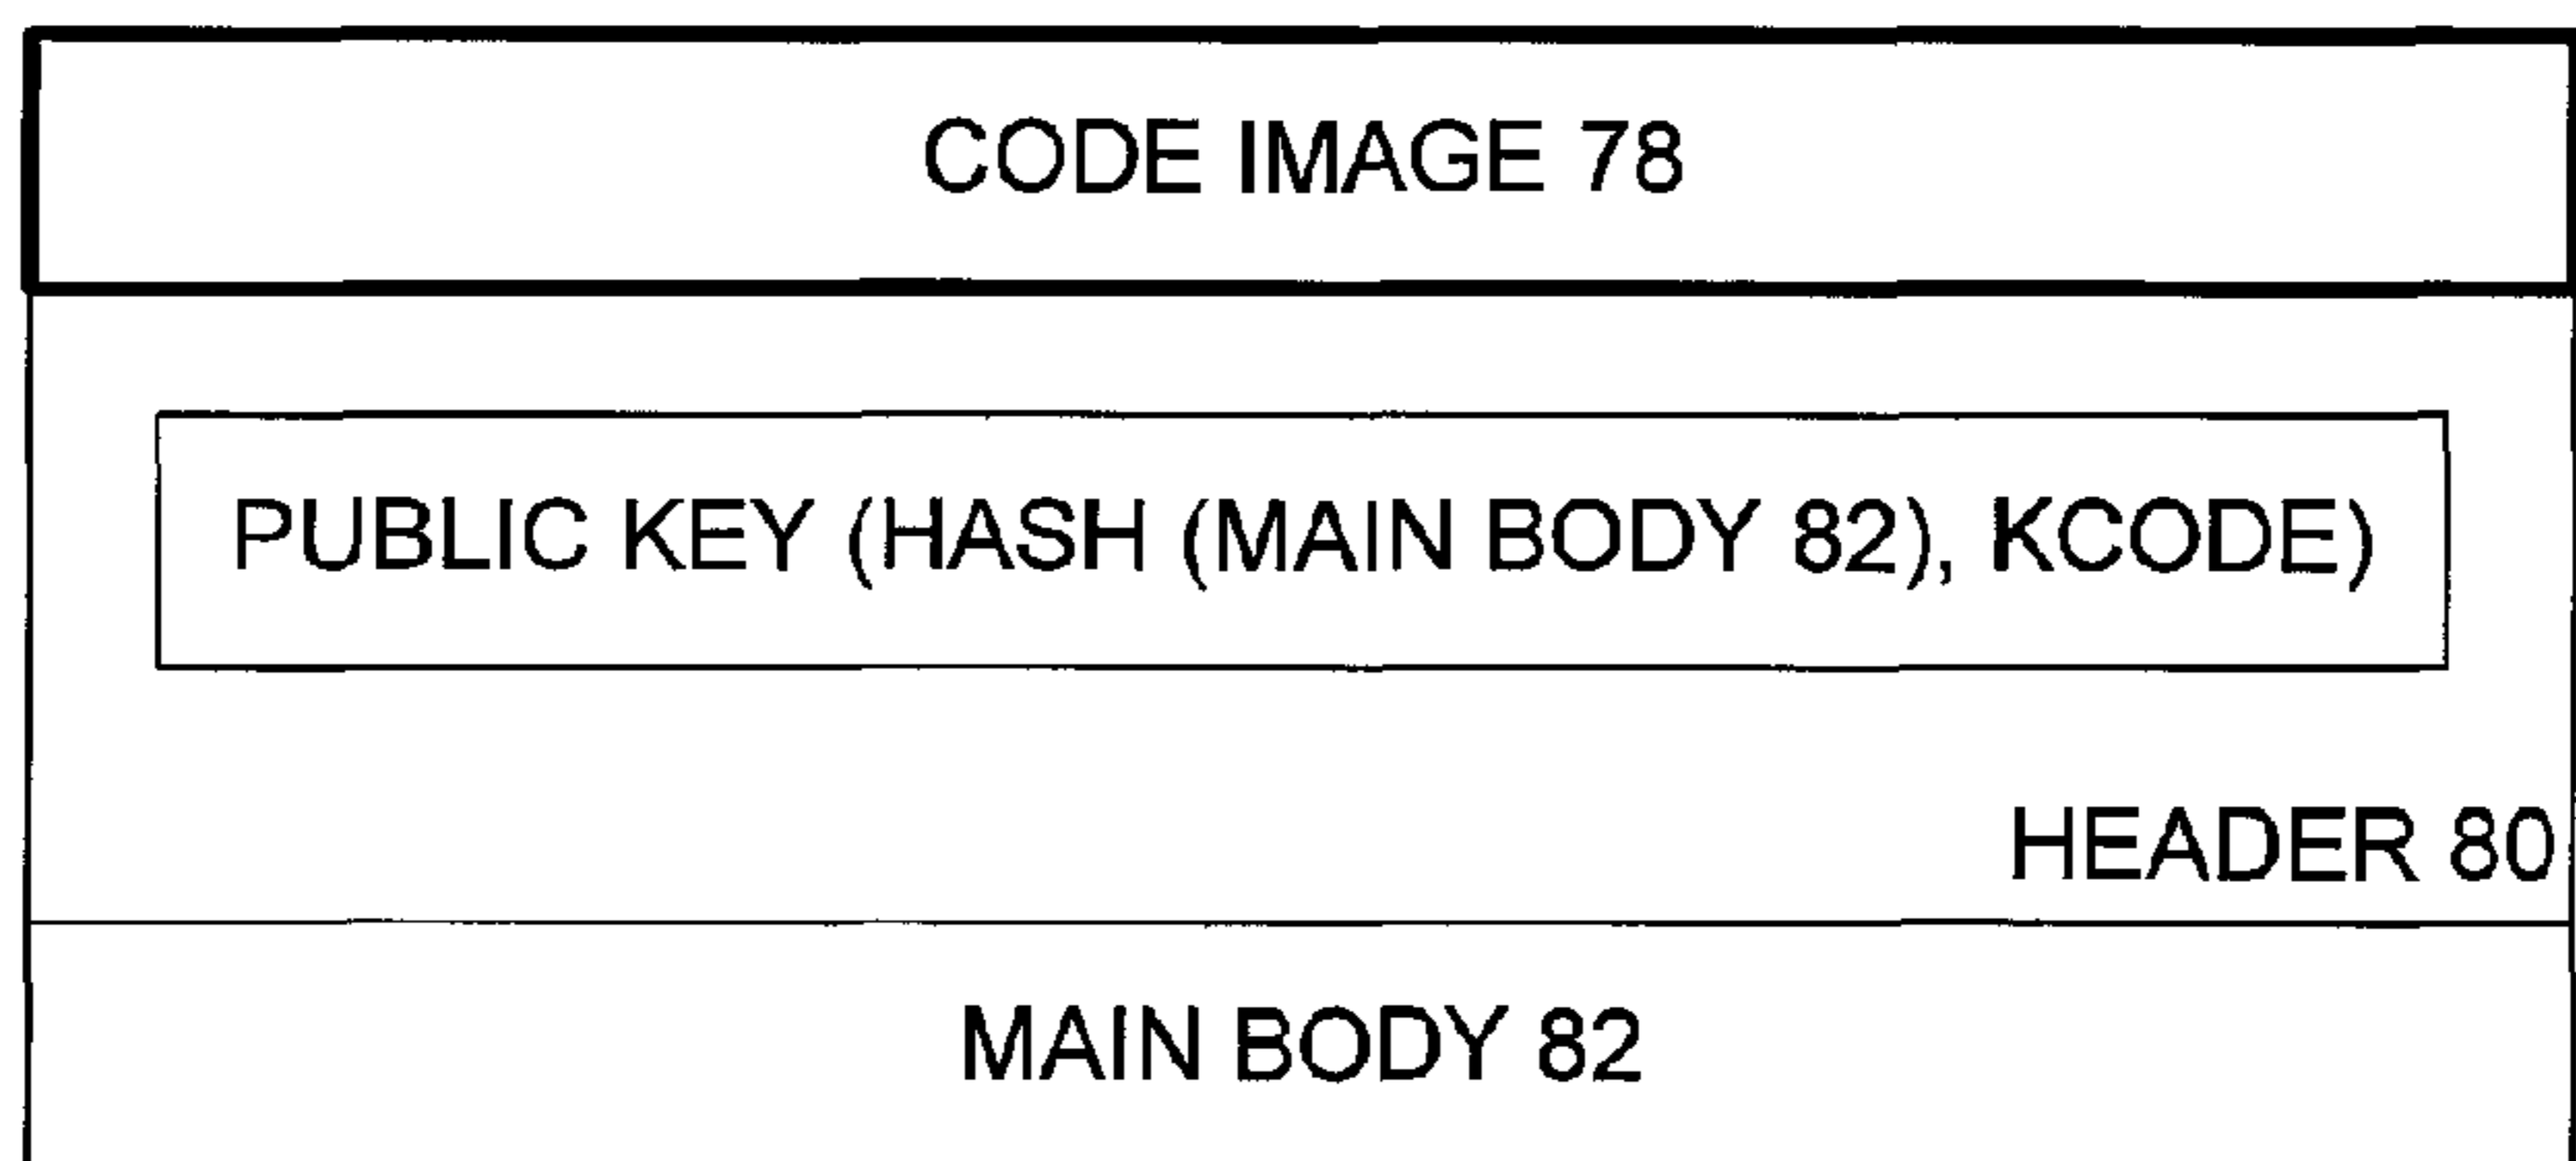 CODE IMAGE 78
PUBLIC KEY (HASH (MAIN BODY 82), KCODE)
HEADER 80
MAIN BODY 82